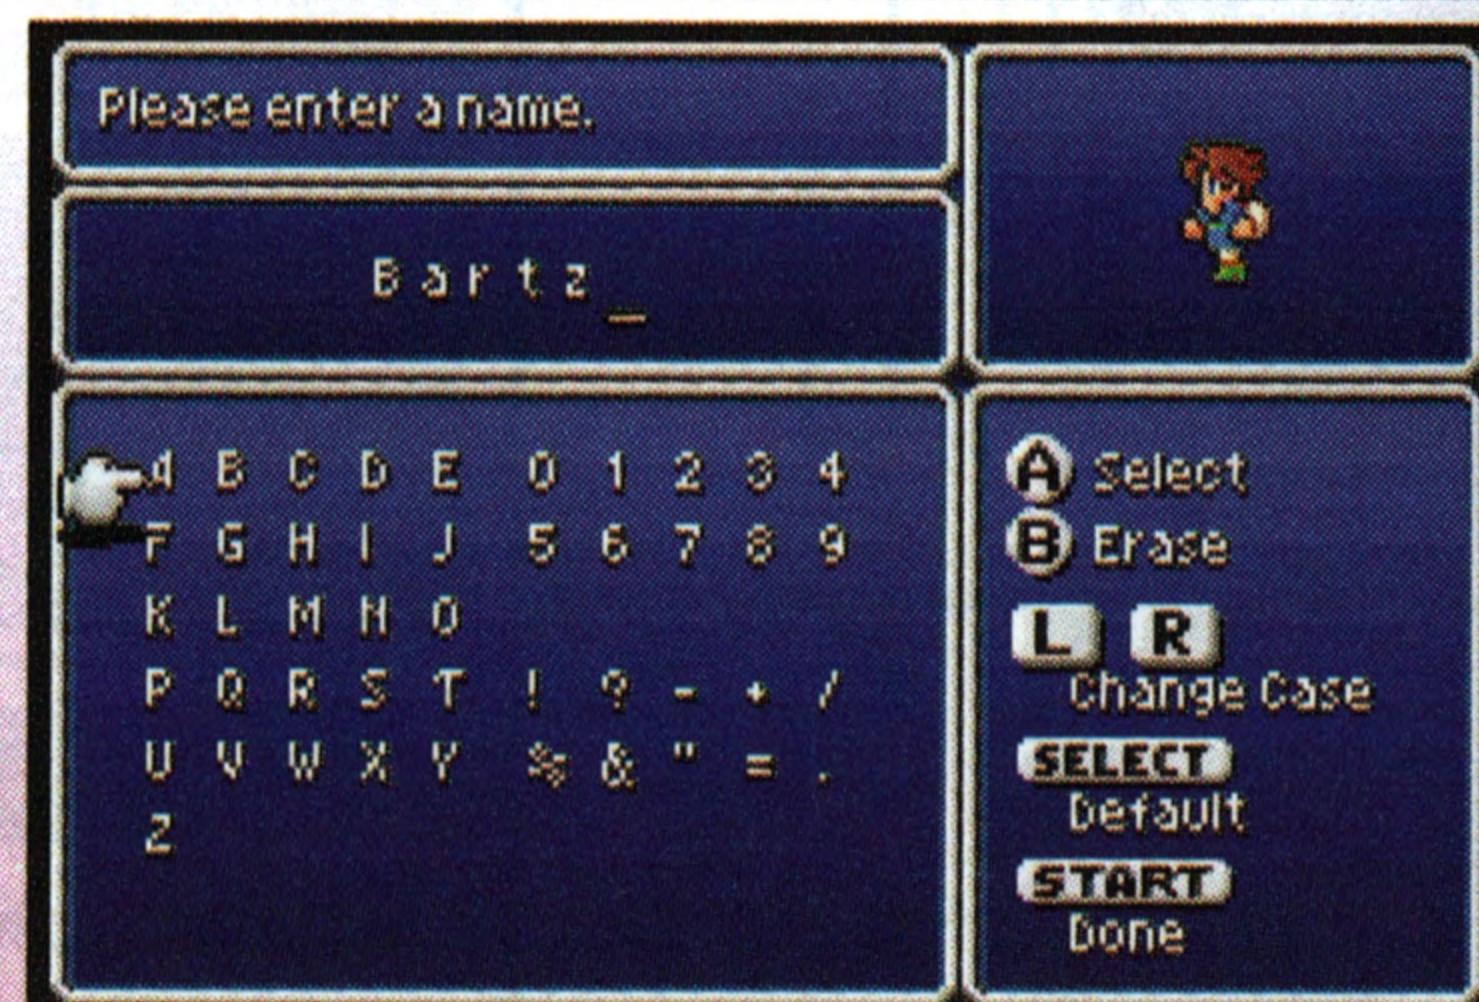 Please enter a name.
Bartz_
A B C D E 0 1 2 3 4
F G H I J 5 6 7 8 9
K L M N O
P Q R S T ! ? - + /
U V W X Y % & " = .
Z
A Select
B Erase
L R
Change Case
SELECT
Default
START
Done